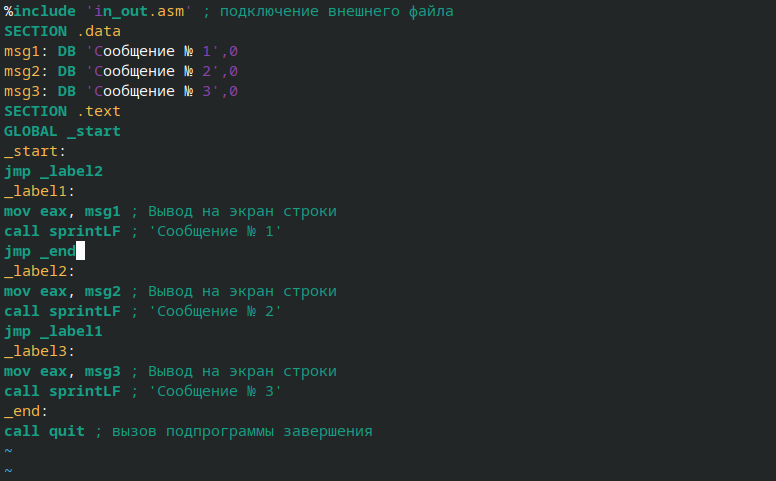 %include 'in_out.asm' ; подключение внешнего файла
SECTION .data
msg1: DB 'Сообщение № 1',0
msg2: DB 'Сообщение № 2',0
msg3: DB 'Сообщение № 3',0
SECTION .text
GLOBAL _start
_start:
jmp _label2
_label1:
mov eax, msg1 ; Вывод на экран строки
call sprintLF ; 'Сообщение № 1'
jmp _end
_label2:
mov eax, msg2 ; Вывод на экран строки
call sprintLF ; 'Сообщение № 2'
jmp _label1
_label3:
mov eax, msg3 ; Вывод на экран строки
call sprintLF ; 'Сообщение № 3'
_end:
call quit ; вызов подпрограммы завершения
~
~